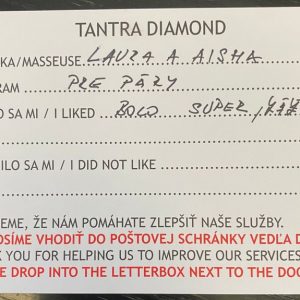 TANTRA DIAMOND
KA/MASSEUSE LAURA A AISHA
RAM PRE PÁRY
O SA MI / I LIKED BOLO SUPER,
ILO SA MI / I DID NOT LIKE
EME, ŽE NÁM POMÁHATE ZLEPŠIŤ NAŠE SLUŽBY.
OSÍME VHODIŤ DO POŠTOVEJ SCHRÁNKY VEDĽA D
K YOU FOR HELPING US TO IMPROVE OUR SERVICES
E DROP INTO THE LETTERBOX NEXT TO THE DOO